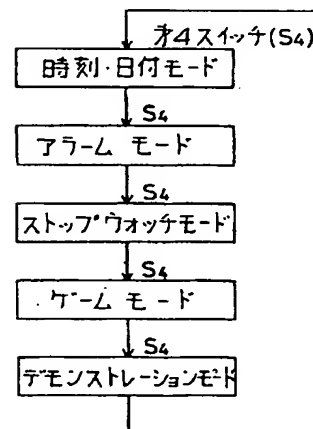 才4スイッチ(S4)
時刻・日付モード
S4
アラーム モード
S4
ストップウォッチモード
S4
ゲーム モード
S4
デモンストレーションモード